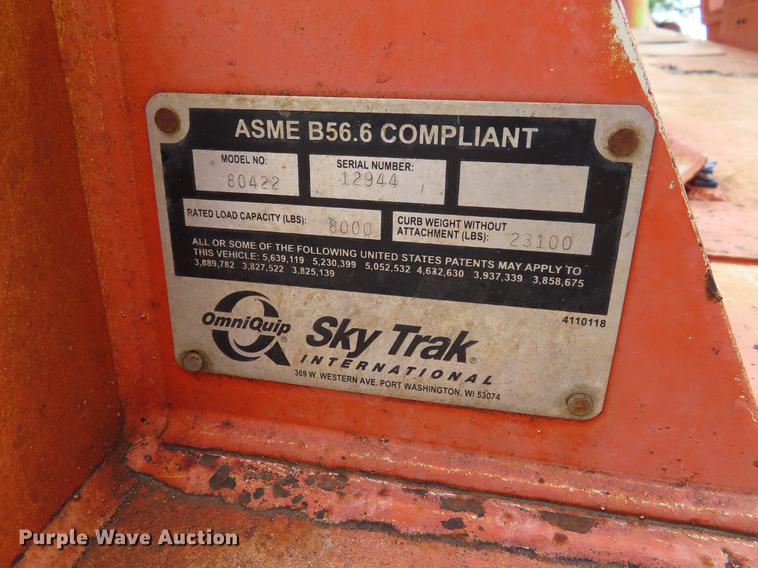 ASME B56.6 COMPLIANT
MODEL NO: SERIAL NUMBER:
80422 12944
RATED LOAD CAPACITY (LBS): 8000 CURB WEIGHT WITHOUT
ATTACHMENT (LBS): 23100
ALL OR SOME OF THE FOLLOWING UNITED STATES PATENTS MAY APPLY TO
THIS VEHICLE: 5,639,119 5,230,399 5,052,532 4,632,630 3,937,339 3,858,675
3,889,782 3,827,522 3,825,139
4110118
OmniQuip® Sky Trak®
INTERNATIONAL
369 W. WESTERN AVE. PORT WASHINGTON, WI 53074
Purple Wave Auction®